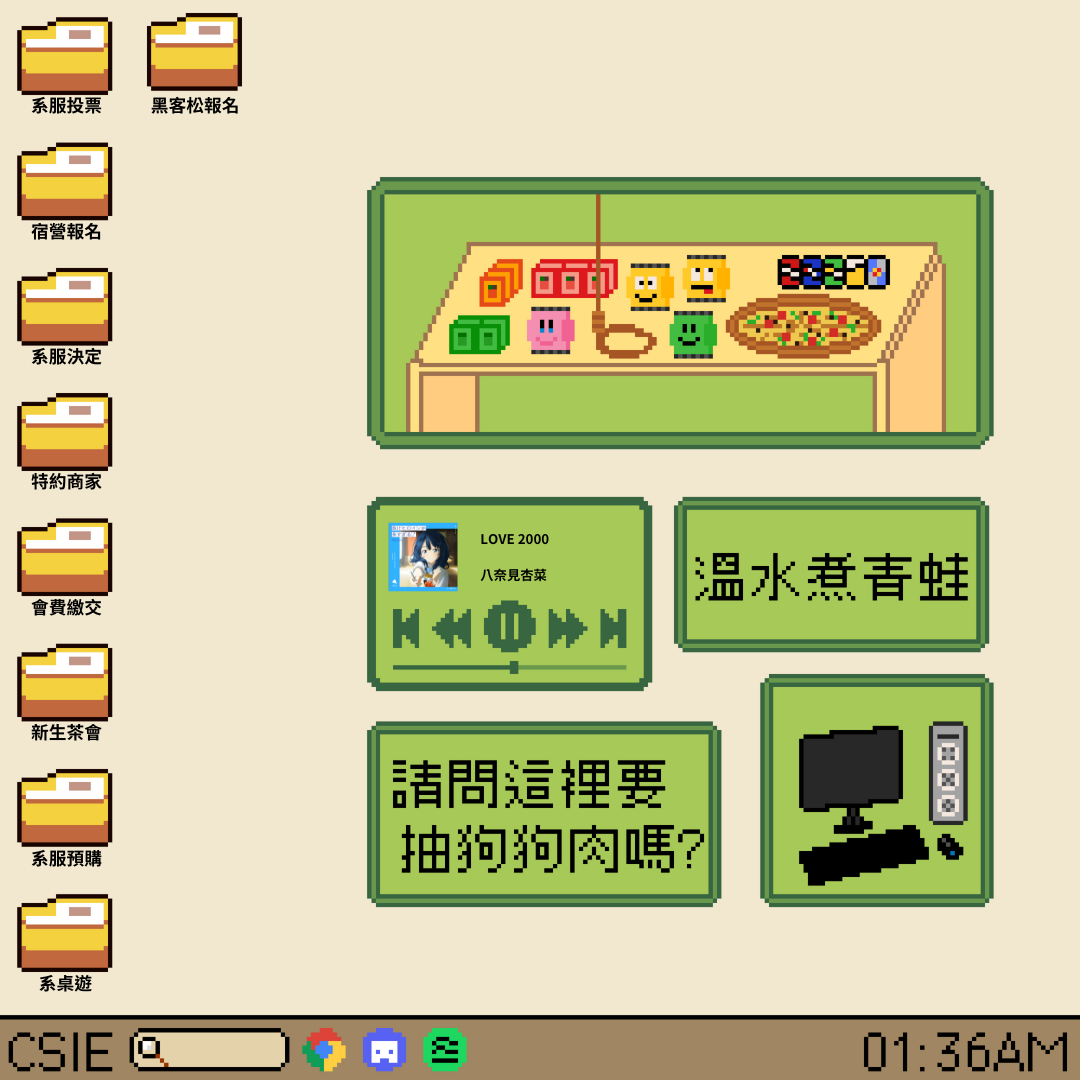 系服投票
黑客松報名
宿營報名
系服決定
特約商家
會費繳交
新生茶會
系服預購
系桌遊
LOVE 2000
八奈見杏菜
溫水煮青蛙
請問這裡要
抽狗狗肉嗎?
CSIE
01:36AM